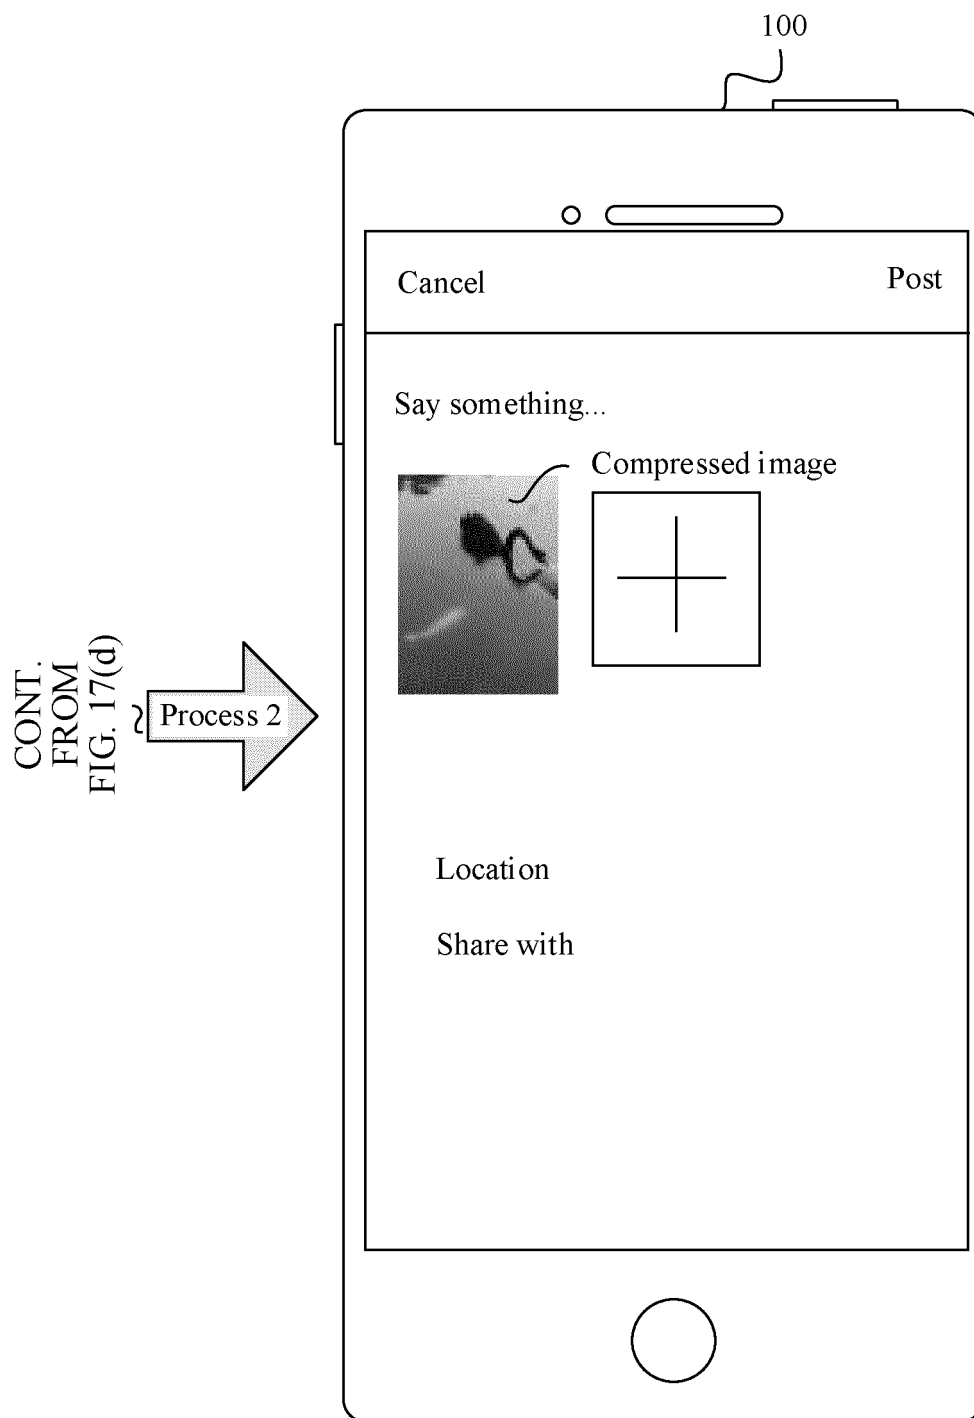 100
Cancel
Post
Say something...
Compressed image
CONT.
FROM
FIG. 17(d)
Process 2
Location
Share with